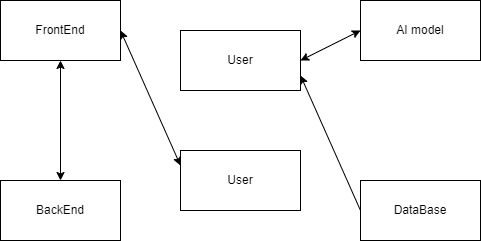 FrontEnd
User
AI model
User
BackEnd
DataBase